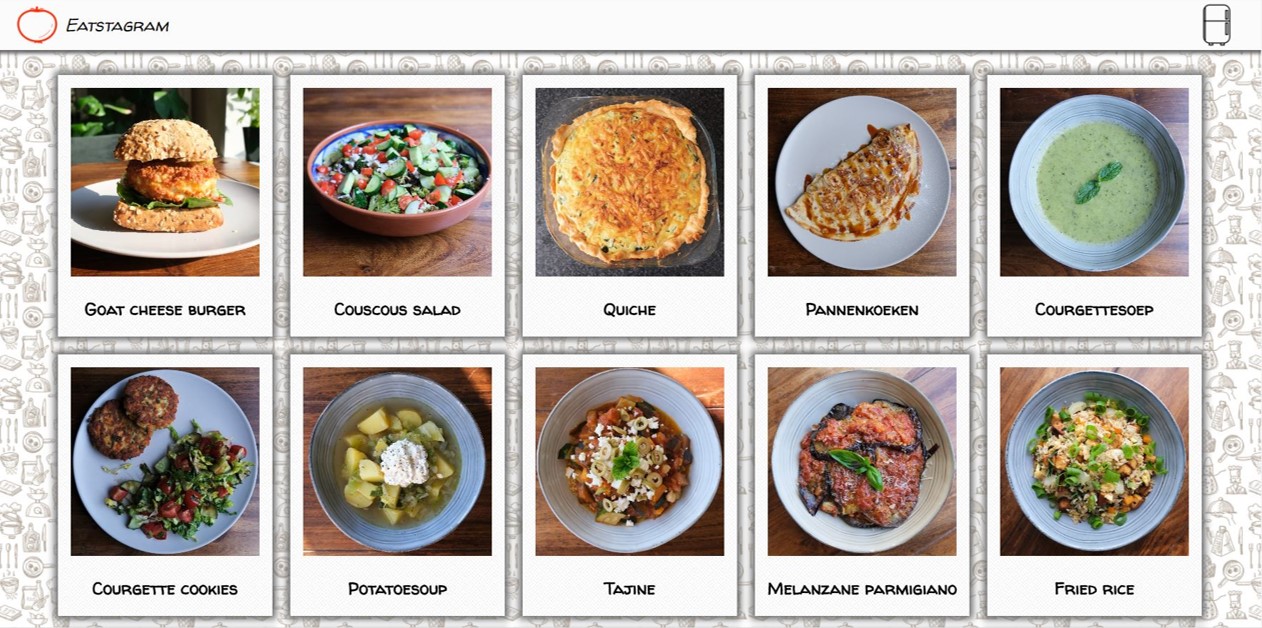 Eatstagram
Goat cheese burger
Couscous salad
Quiche
Pannenkoeken
Courgettesoep
Courgette cookies
Potatoesoup
Tajine
Melanzane parmigiano
Fried rice